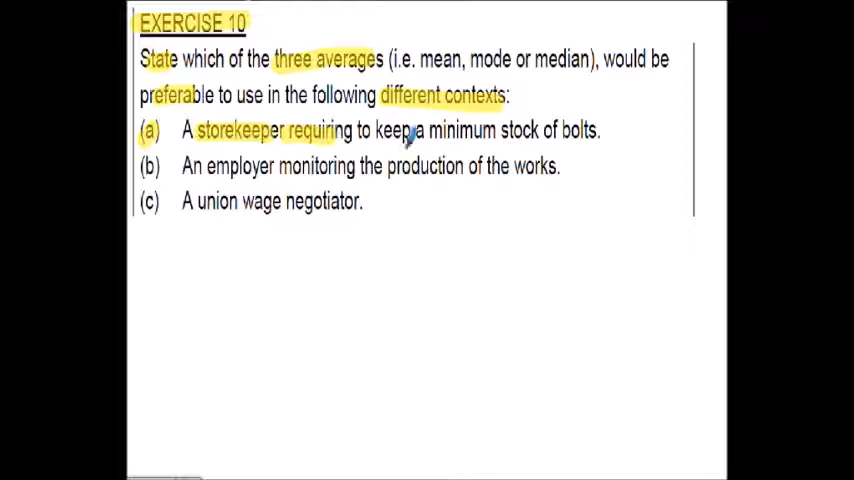 EXERCISE 10
State which of the three averages (i.e. mean, mode or median), would be
preferable to use in the following different contexts:
(a) A storekeeper requiring to keep a minimum stock of bolts.
(b) An employer monitoring the production of the works.
(c) A union wage negotiator.